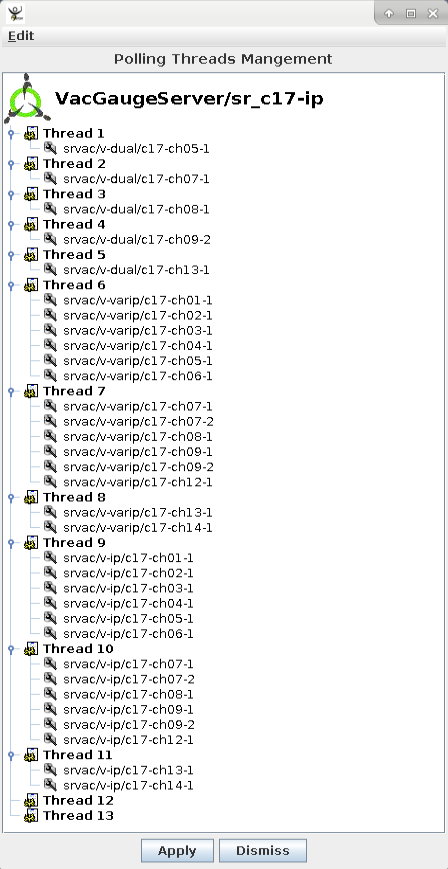 Edit
Polling Threads Mangement
VacGaugeServer/sr_c17-ip
Thread 1
srvac/v-dual/c17-ch05-1
Thread 2
srvac/v-dual/c17-ch07-1
Thread 3
srvac/v-dual/c17-ch08-1
Thread 4
srvac/v-dual/c17-ch09-2
Thread 5
srvac/v-dual/c17-ch13-1
Thread 6
srvac/v-varip/c17-ch01-1
srvac/v-varip/c17-ch02-1
srvac/v-varip/c17-ch03-1
srvac/v-varip/c17-ch04-1
srvac/v-varip/c17-ch05-1
srvac/v-varip/c17-ch06-1
Thread 7
srvac/v-varip/c17-ch07-1
srvac/v-varip/c17-ch07-2
srvac/v-varip/c17-ch08-1
srvac/v-varip/c17-ch09-1
srvac/v-varip/c17-ch09-2
srvac/v-varip/c17-ch12-1
Thread 8
srvac/v-varip/c17-ch13-1
srvac/v-varip/c17-ch14-1
Thread 9
srvac/v-ip/c17-ch01-1
srvac/v-ip/c17-ch02-1
srvac/v-ip/c17-ch03-1
srvac/v-ip/c17-ch04-1
srvac/v-ip/c17-ch05-1
srvac/v-ip/c17-ch06-1
Thread 10
srvac/v-ip/c17-ch07-1
srvac/v-ip/c17-ch07-2
srvac/v-ip/c17-ch08-1
srvac/v-ip/c17-ch09-1
srvac/v-ip/c17-ch09-2
srvac/v-ip/c17-ch12-1
Thread 11
srvac/v-ip/c17-ch13-1
srvac/v-ip/c17-ch14-1
Thread 12
Thread 13
Apply Dismiss